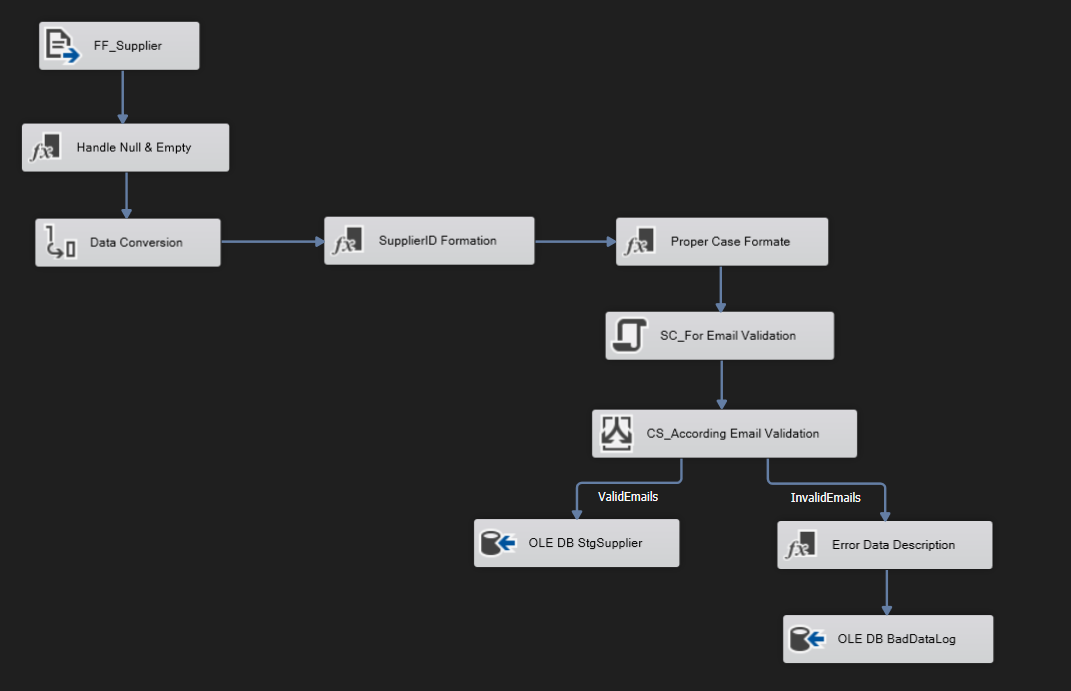 FF_Supplier
Handle Null & Empty
Data Conversion
SupplierID Formation
Proper Case Formate
SC_For Email Validation
CS_According Email Validation
ValidEmails
InvalidEmails
OLE DB StgSupplier
Error Data Description
OLE DB BadDataLog